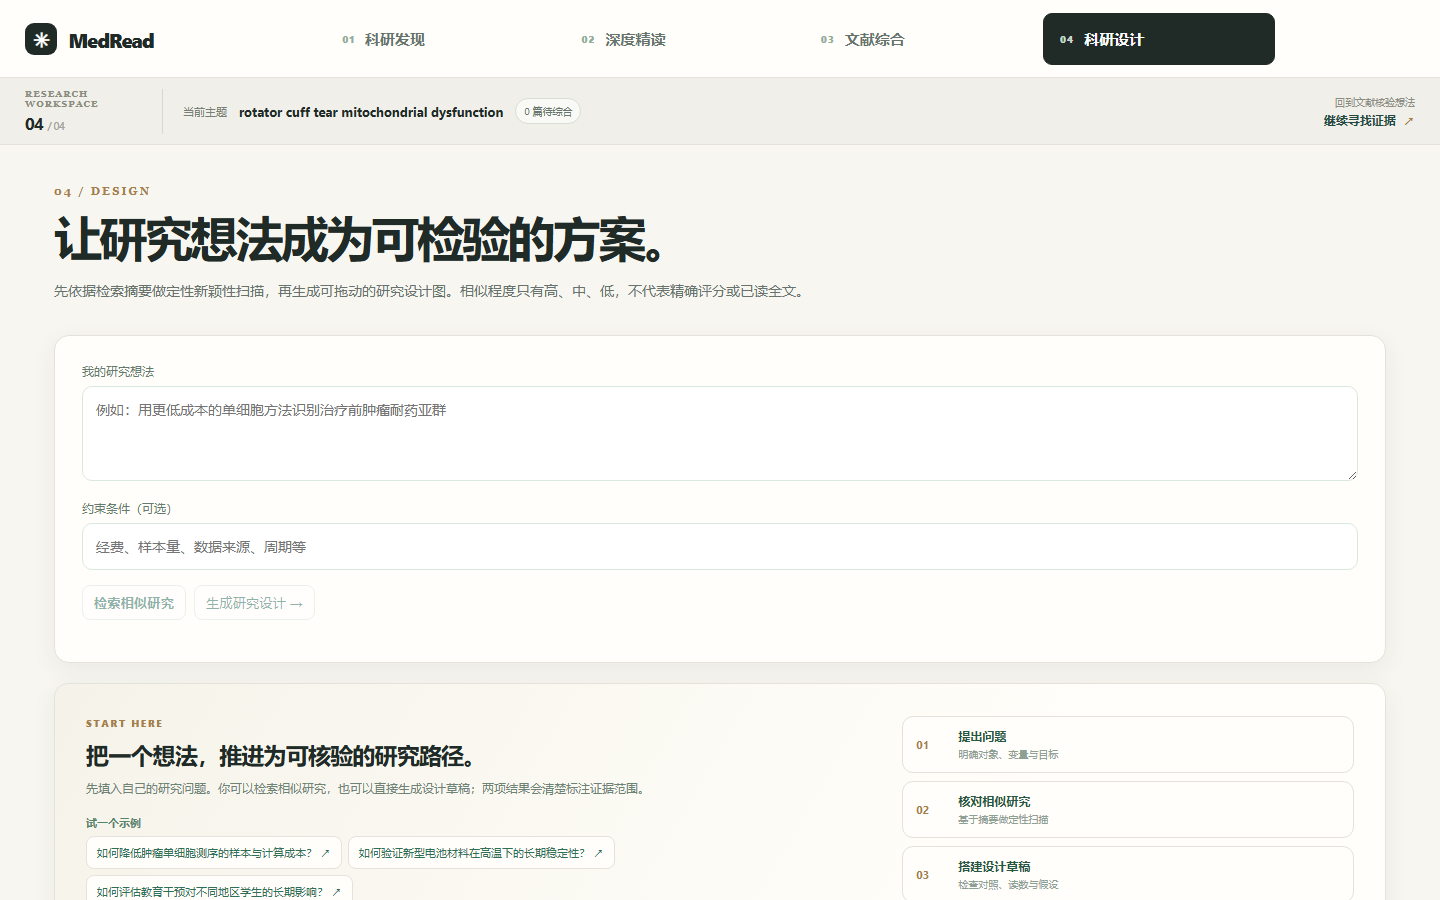 MedRead
01 科研发现
02 深度精读
03 文献综合
04 科研设计
RESEARCH
WORKSPACE
04 / 04
当前主题 rotator cuff tear mitochondrial dysfunction 0 篇待综合
回到文献核验想法
继续寻找证据 ↗
04 / DESIGN
让研究想法成为可检验的方案。
先依据检索摘要做定性新颖性扫描，再生成可拖动的研究设计图。相似程度只有高、中、低，不代表精确评分或已读全文。
我的研究想法
例如：用更低成本的单细胞方法识别治疗前肿瘤耐药亚群
约束条件（可选）
经费、样本量、数据来源、周期等
检索相似研究
生成研究设计 →
START HERE
把一个想法，推进为可核验的研究路径。
先填入自己的研究问题。你可以检索相似研究，也可以直接生成设计草稿；两项结果会清楚标注证据范围。
试一个示例
如何降低肿瘤单细胞测序的样本与计算成本？ ↗
如何验证新型电池材料在高温下的长期稳定性？ ↗
如何评估教育干预对不同地区学生的长期影响？ ↗
01 提出问题
明确对象、变量与目标
02 核对相似研究
基于摘要做定性扫描
03 搭建设计草稿
检查对照、读数与假设